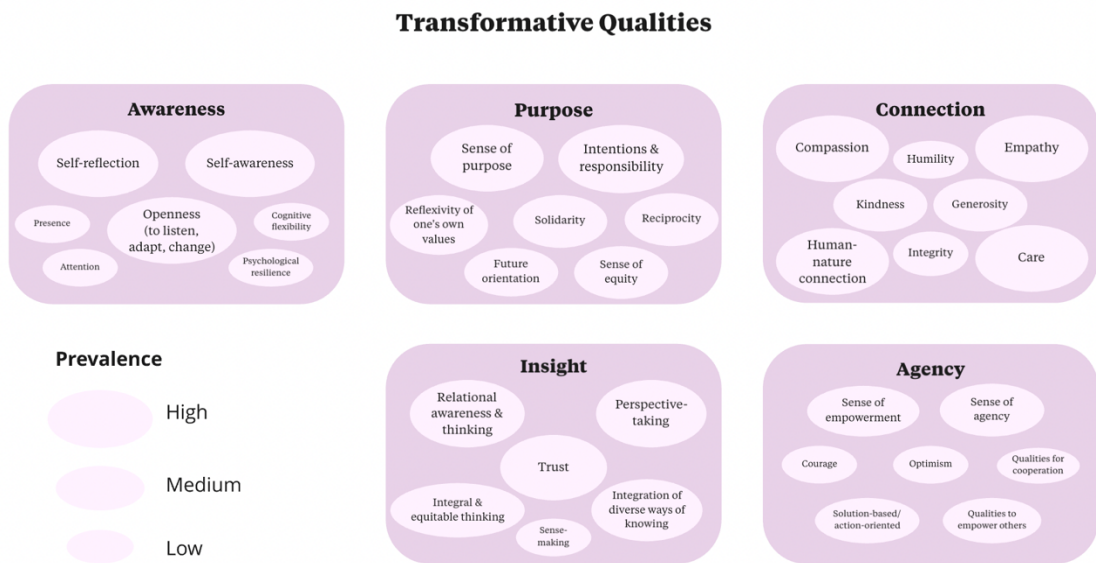 Transformative Qualities
Awareness
Self-reflection
Self-awareness
Presence
Openness
(to listen,
adapt, change)
Cognitive
flexibility
Attention
Psychological
resilience
Purpose
Sense of
purpose
Intentions &
responsibility
Reflexivity of
one's own
values
Solidarity
Reciprocity
Future
orientation
Sense of
equity
Connection
Compassion
Humility
Empathy
Kindness
Generosity
Human-
nature
connection
Integrity
Care
Prevalence
High
Medium
Low
Insight
Relational
awareness &
thinking
Perspective-
taking
Trust
Integral &
equitable thinking
Integration of
diverse ways of
knowing
Sense-
making
Agency
Sense of
empowerment
Sense of
agency
Courage
Optimism
Qualities for
cooperation
Solution-based/
action-oriented
Qualities to
empower others